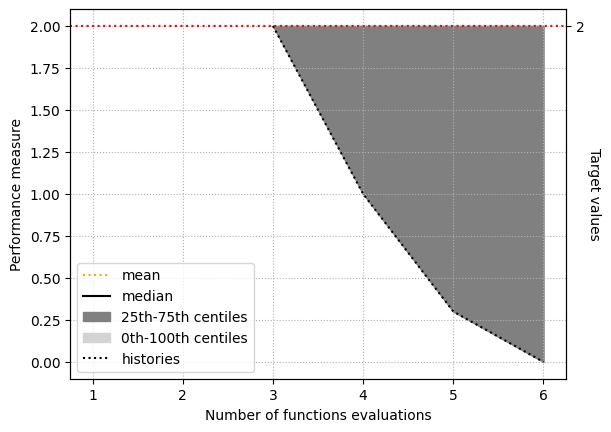 2.00
1.75
1.50
1.25
1.00
0.75
0.50
0.25
0.00
Performance measure
2
Target values
mean
median
25th-75th centiles
0th-100th centiles
histories
1 2 3 4 5 6
Number of functions evaluations